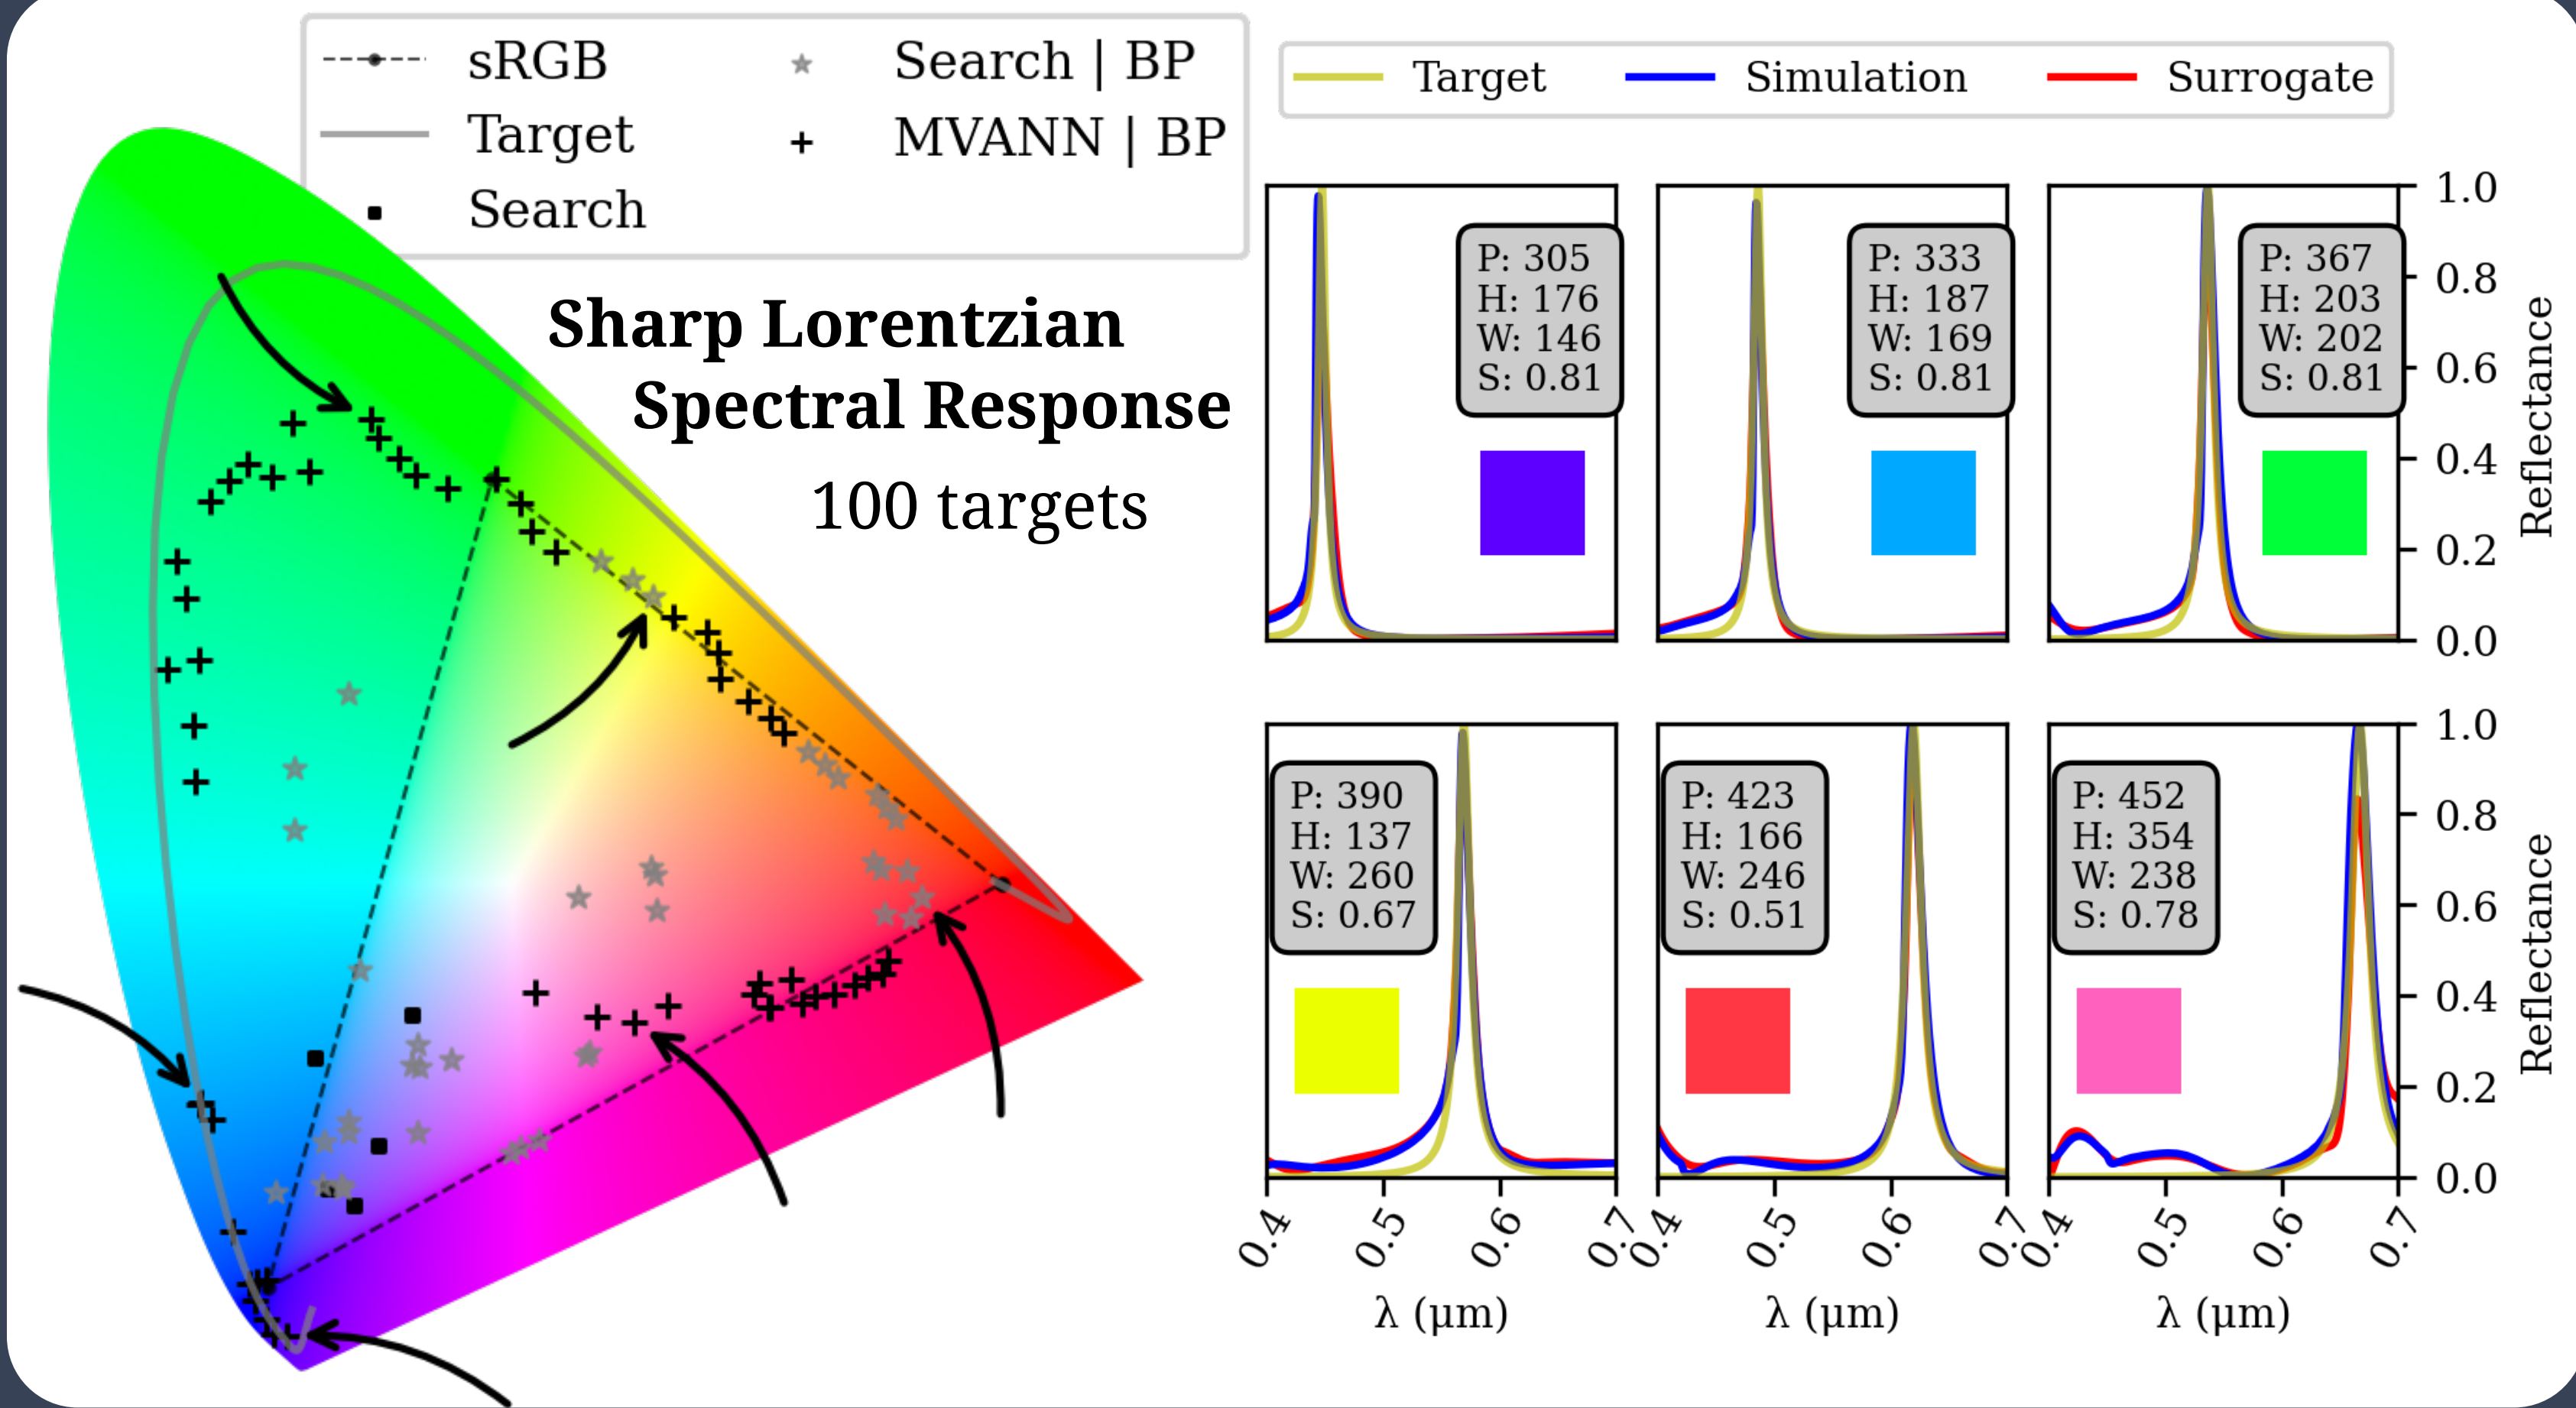 sRGB
Target
Search
Search | BP
MVANN | BP
Sharp Lorentzian
Spectral Response
100 targets
Target
Simulation
Surrogate
P: 305
H: 176
W: 146
S: 0.81
P: 333
H: 187
W: 169
S: 0.81
P: 367
H: 203
W: 202
S: 0.81
1.0
0.8
0.6
0.4
0.2
0.0
Reflectance
P: 390
H: 137
W: 260
S: 0.67
P: 423
H: 166
W: 246
S: 0.51
P: 452
H: 354
W: 238
S: 0.78
1.0
0.8
0.6
0.4
0.2
0.0
Reflectance
0.4
0.5
0.6
0.7
0.4
0.5
0.6
0.7
0.4
0.5
0.6
0.7
λ (µm)
λ (µm)
λ (µm)